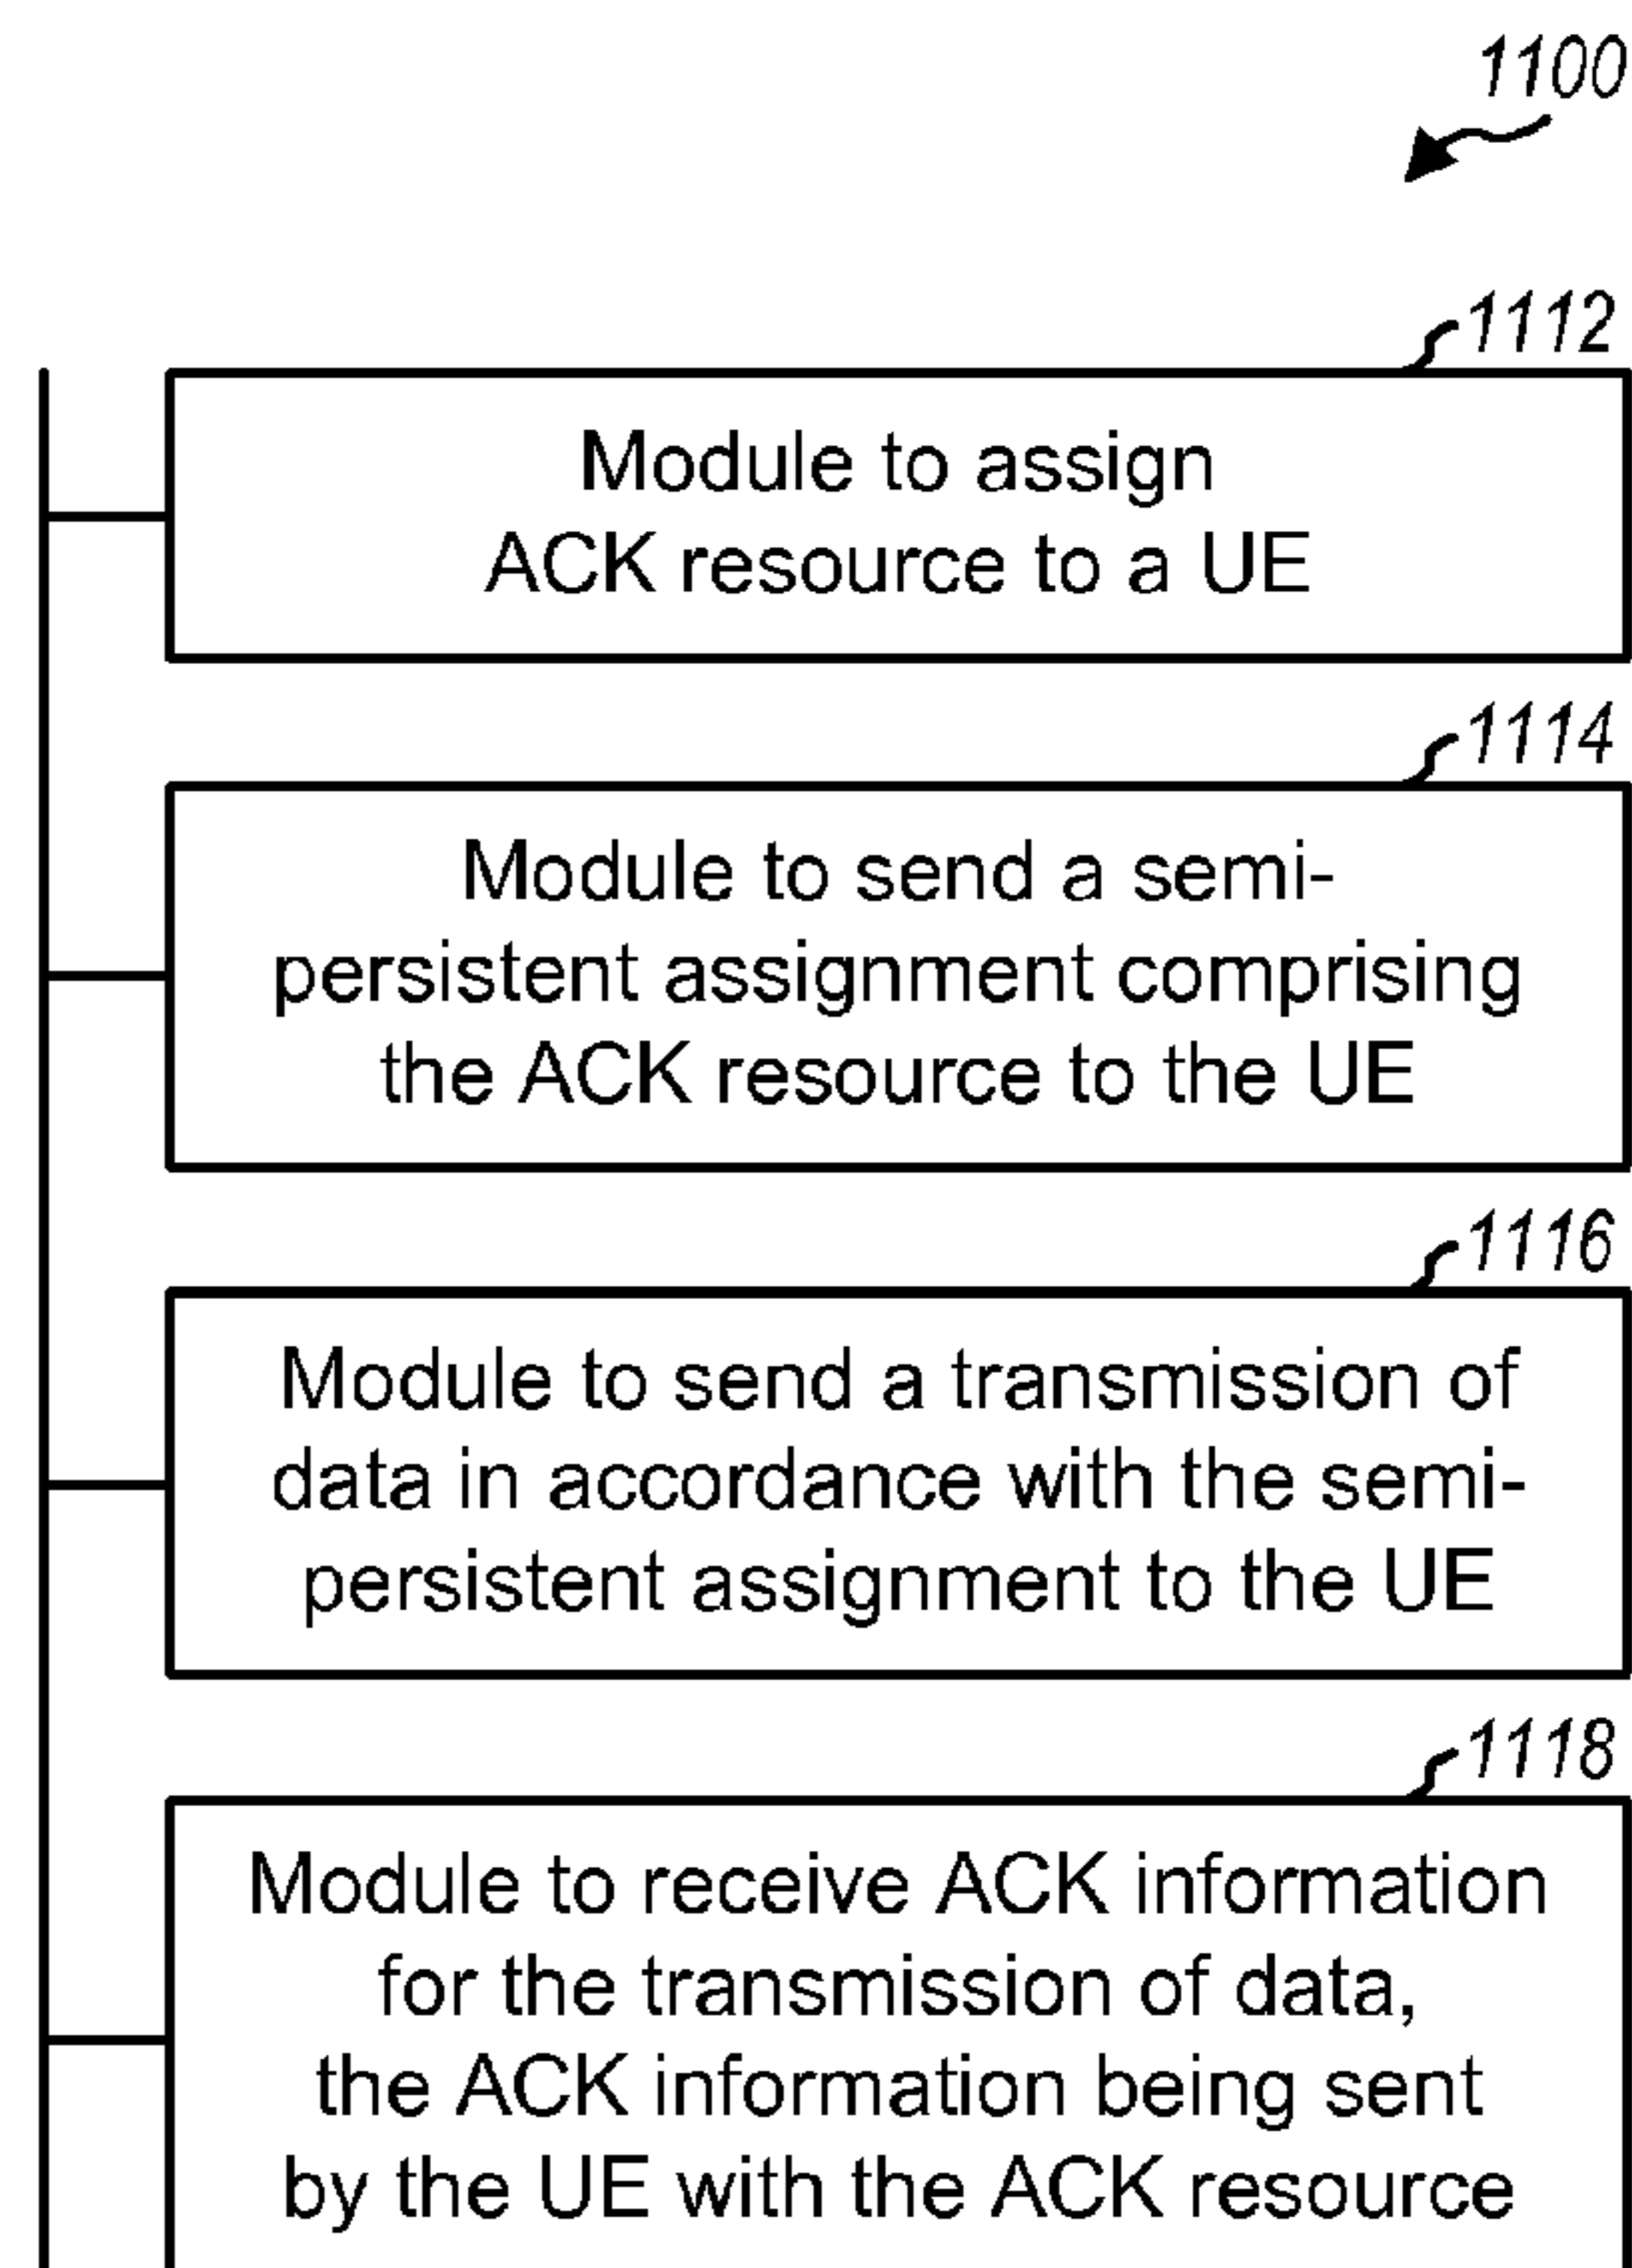 1100
1112
Module to assign
ACK resource to a UE
1114
Module to send a semi-
persistent assignment comprising
the ACK resource to the UE
1116
Module to send a transmission of
data in accordance with the semi-
persistent assignment to the UE
1118
Module to receive ACK information
for the transmission of data,
the ACK information being sent
by the UE with the ACK resource